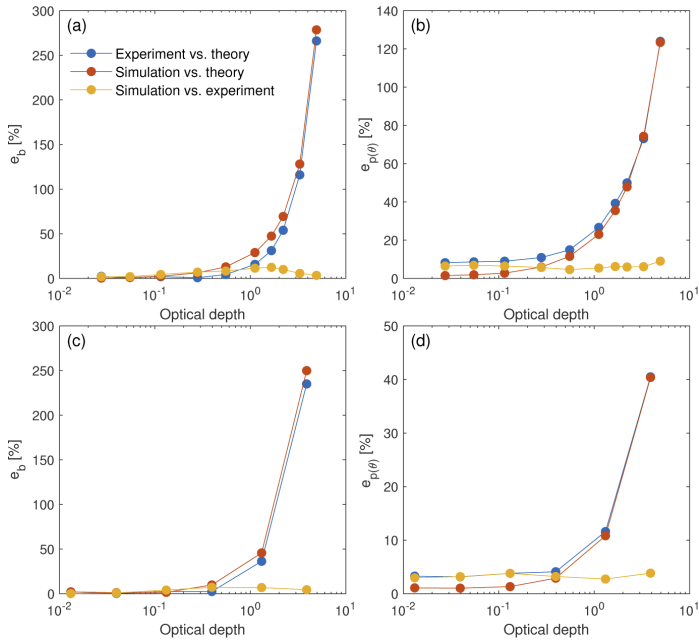 (a)
Experiment vs. theory
Simulation vs. theory
Simulation vs. experiment
300
250
200
150
100
50
0
e_b [%]
10^-2 10^-1 10^0 10^1
Optical depth
(b)
140
120
100
80
60
40
20
0
e_p(θ) [%]
10^-2 10^-1 10^0 10^1
Optical depth
(c)
300
250
200
150
100
50
0
e_b [%]
10^-2 10^-1 10^0 10^1
Optical depth
(d)
50
40
30
20
10
0
e_p(θ) [%]
10^-2 10^-1 10^0 10^1
Optical depth